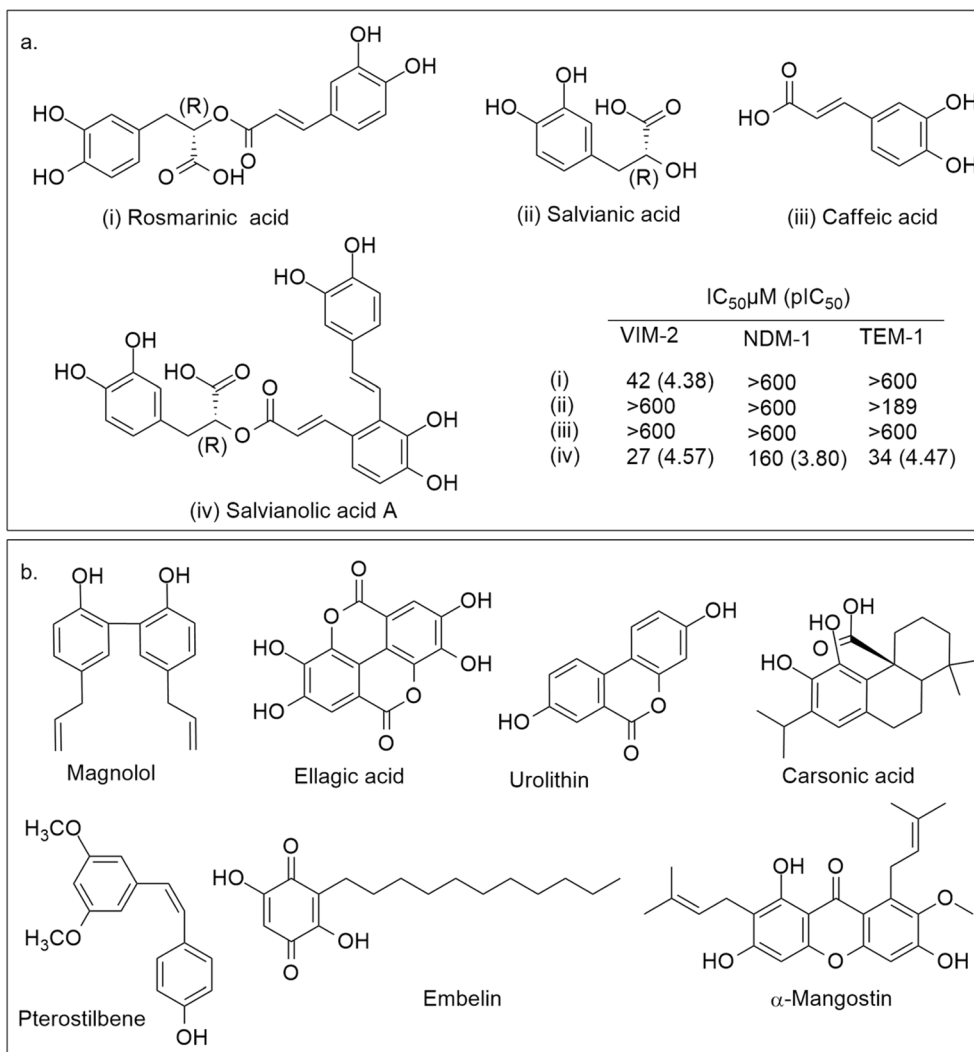 a.
OH
OH
HO
HO
(R)
O
O
O
OH
(i) Rosmarinic acid
OH
HO
HO
O
OH
(R)
(ii) Salvianic acid
O
HO
OH
OH
(iii) Caffeic acid
OH
HO
OH
HO
HO
O
O
(R)
O
OH
OH
(iv) Salvianolic acid A
IC50µM (pIC50)
VIM-2 NDM-1 TEM-1
(i) 42 (4.38) >600 >600
(ii) >600 >600 >189
(iii) >600 >600 >600
(iv) 27 (4.57) 160 (3.80) 34 (4.47)
b.
OH OH
Magnolol
O
O
OH
HO
OH
HO
O
O
Ellagic acid
OH
HO
O
O
Urolithin
OH
HO
O
HO
Carsonic acid
H3CO
H3CO
OH
Pterostilbene
O
HO
OH
O
Embelin
OH
O
O
HO
O
OH
α-Mangostin